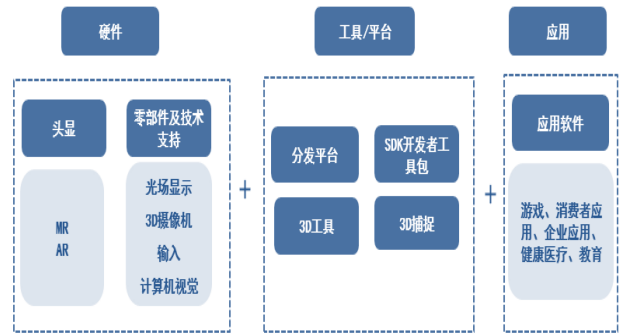 硬件
工具/平台
应用
头显
零部件及技术
支持
MR
AR
光场显示
3D摄像机
输入
计算机视觉
+
分发平台
SDK开发者工
具包
3D工具
3D捕捉
+
应用软件
游戏、消费者应
用、企业应用、
健康医疗、教育